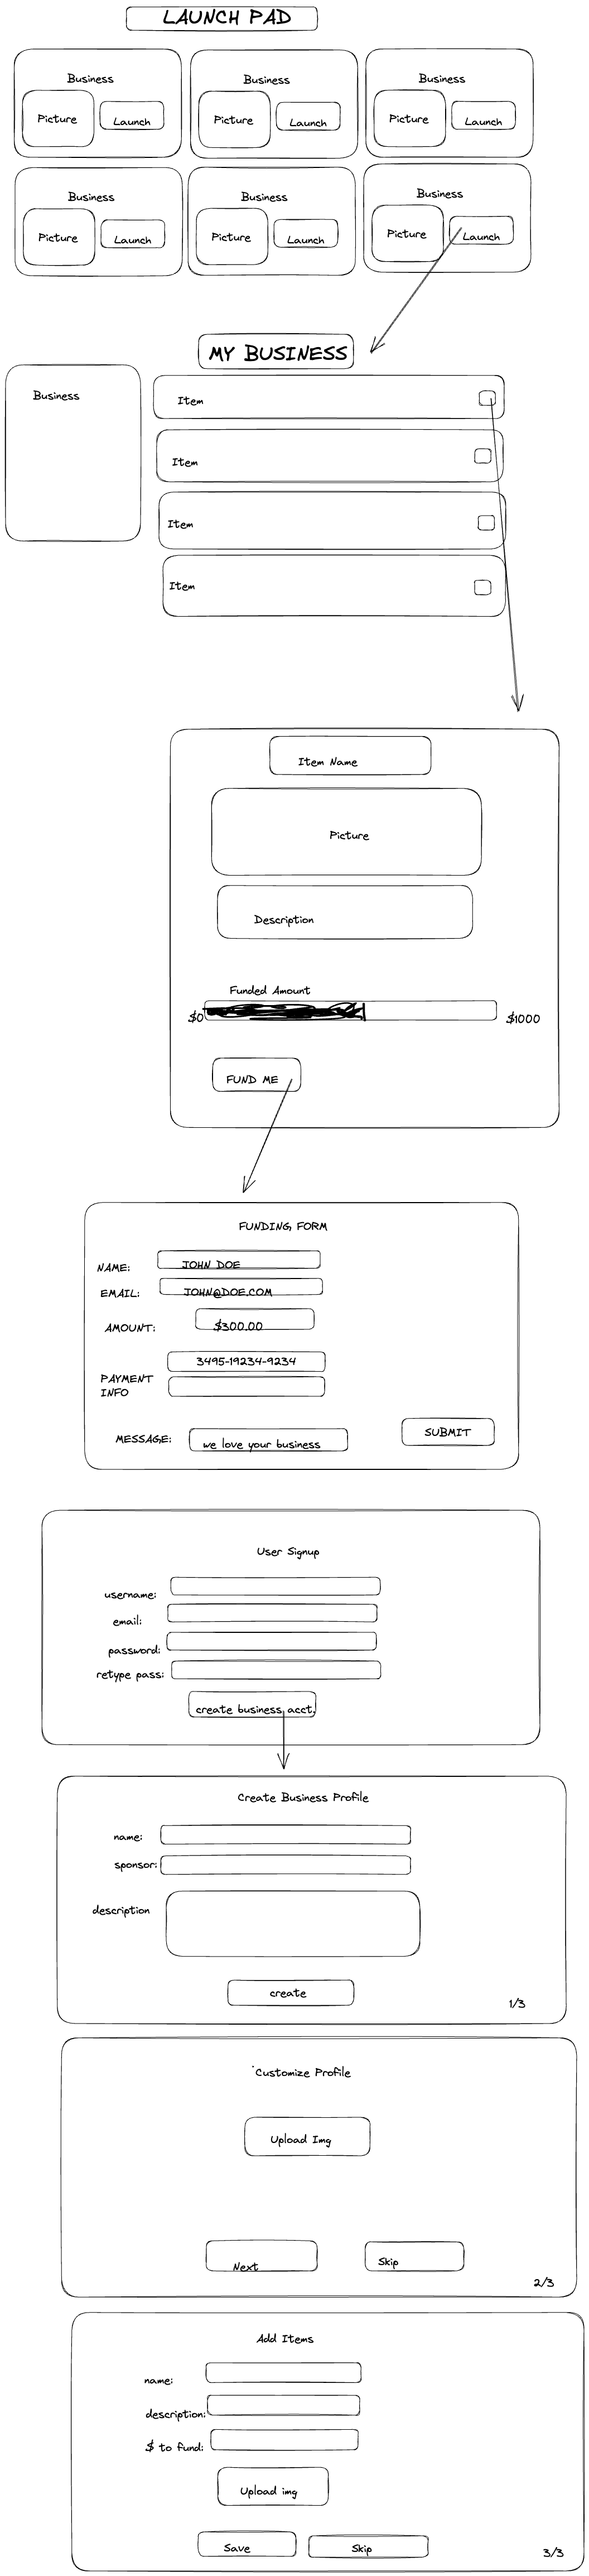 LAUNCH PAD
Business
Picture
Launch
Business
Picture
Launch
Business
Picture
Launch
Business
Picture
Launch
Business
Picture
Launch
Business
Picture
Launch
MY BUSINESS
Business
Item
Item
Item
Item
Item Name
Picture
Description
Funded Amount
$0
$1000
FUND ME
FUNDING FORM
NAME: JOHN DOE
EMAIL: JOHN@DOE.COM
AMOUNT: $300.00
3495-19234-9234
PAYMENT
INFO
MESSAGE: we love your business
SUBMIT
User Signup
username:
email:
password:
retype pass:
create business acct.
Create Business Profile
name:
sponsor:
description
create
1/3
Customize Profile
Upload Img
Next
Skip
2/3
Add Items
name:
description:
$ to fund:
Upload img
Save
Skip
3/3